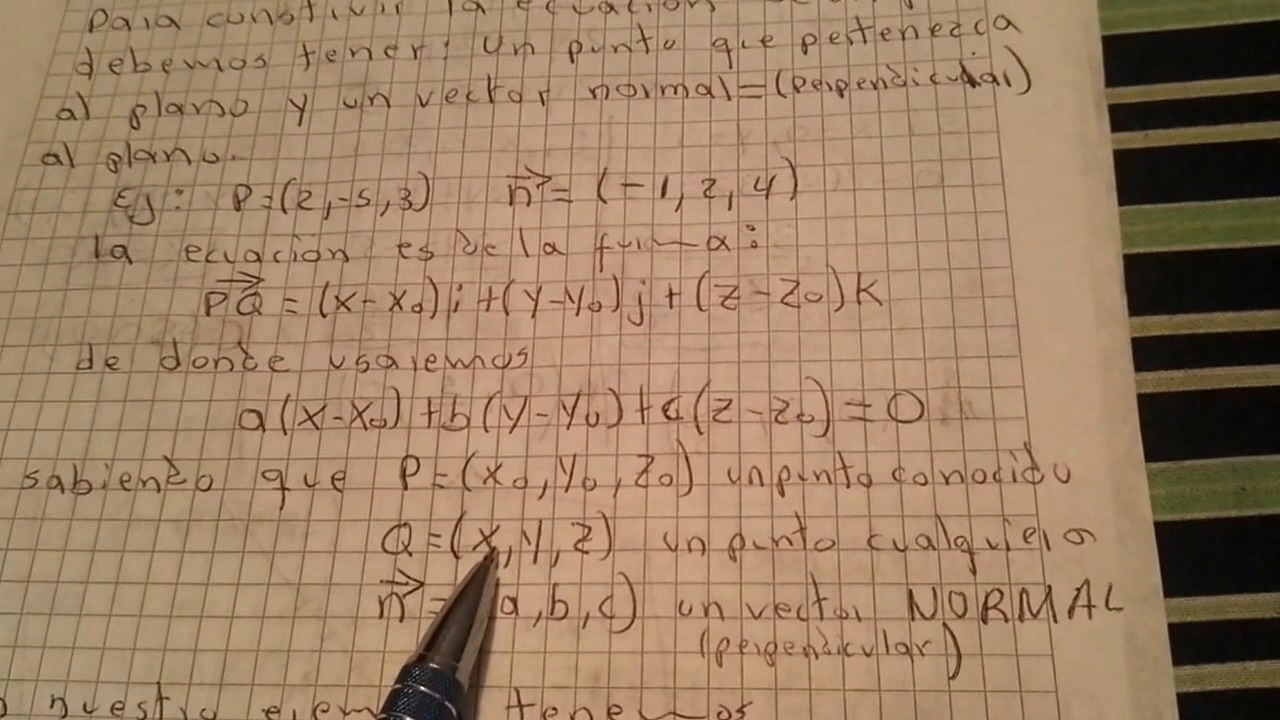 Para construir la ecuación
debemos tener: un punto que pertenezca
al plano y un vector normal=(perpendicular)
al plano.
Ej: P=(2,-5,3) n⃗=(-1,2,4)
la ecuación es de la forma:
PQ⃗ = (x-x₀)i+(y-y₀)j+(z-z₀)k
de donde usaremos
a(x-x₀)+b(y-y₀)+c(z-z₀)=0
sabiendo que P=(x₀,y₀,z₀) un punto conocido
Q=(x,y,z) un punto cualquiera
n⃗= a,b,c) un vector NORMAL
(perpendicular)
nuestro ejem tenemos